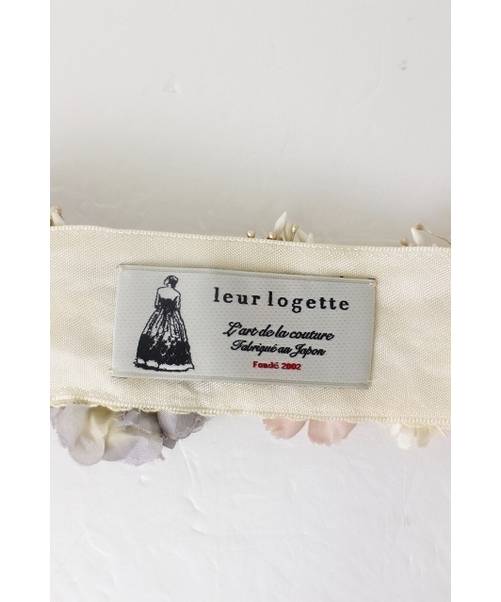 leur logette
L'art de la couture
Fabriqué au Japon
Fondé 2002